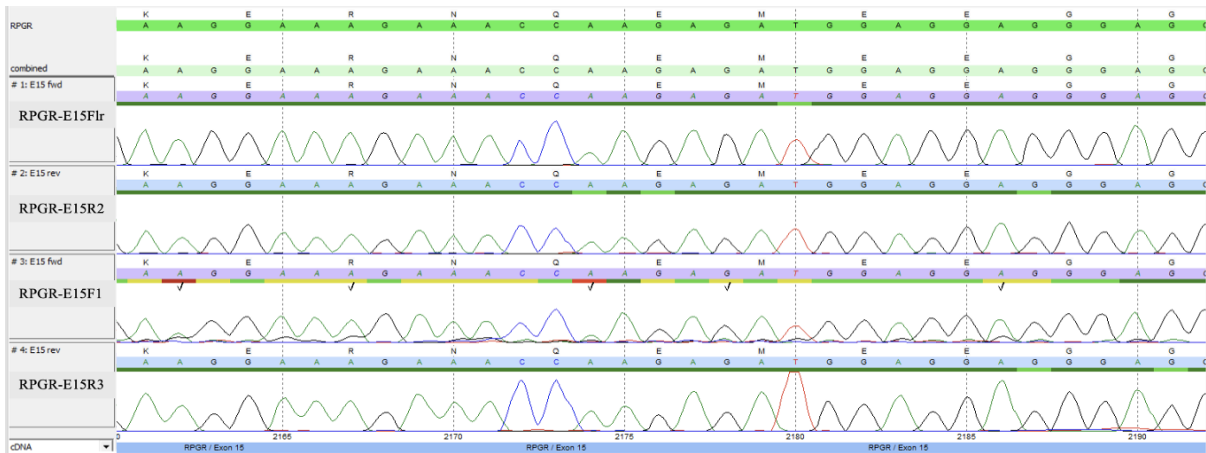 K E R N Q E M E E G G
RPGR A A G G A A A G A A A C C A A G A G A T G G A G G A G G G A G
K E R N Q E M E E G G
combined A A G G A A A G A A A C C A A G A G A T G G A G G A G G G A G
# 1: E15 fwd K E R N Q E M E E G G
A A G G A A A G A A A C C A A G A G A T G G A G G A G G G A G
RPGR-E15Flr
# 2: E15 rev K E R N Q E M E E G G
A A G G A A A G A A A C C A A G A G A T G G A G G A G G G A G
RPGR-E15R2
# 3: E15 fwd K E R N Q E M E E G G
A A G G A A A G A A A C C A A G A G A T G G A G G A G G G A G
RPGR-E15F1
# 4: E15 rev K E R N Q E M E E G G
A A G G A A A G A A A C C A A G A G A T G G A G G A G G G A G
RPGR-E15R3
0 2165 2170 2175 2180 2185 2190
cDNA RPGR / Exon 15 RPGR / Exon 15 RPGR / Exon 15